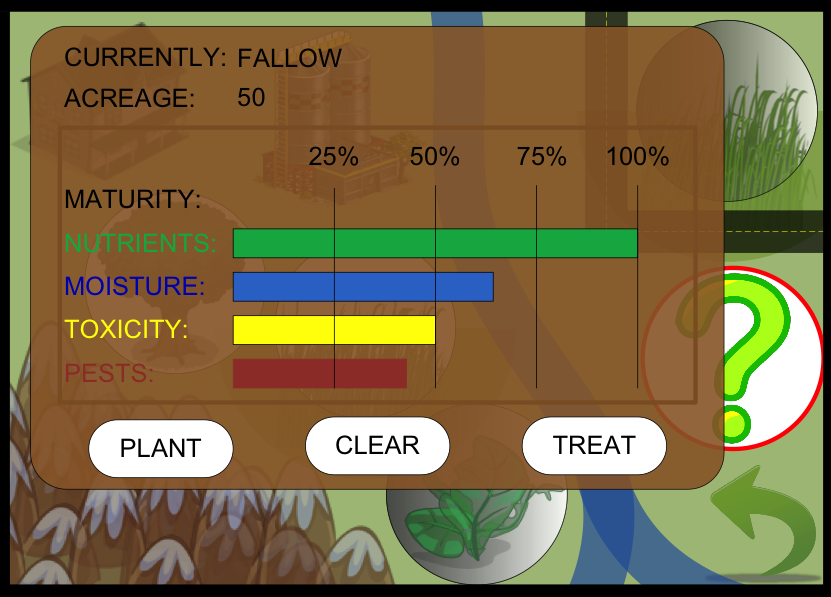 CURRENTLY: FALLOW
ACREAGE: 50
25% 50% 75% 100%
MATURITY:
NUTRIENTS:
MOISTURE:
TOXICITY:
PESTS:
PLANT CLEAR TREAT
?